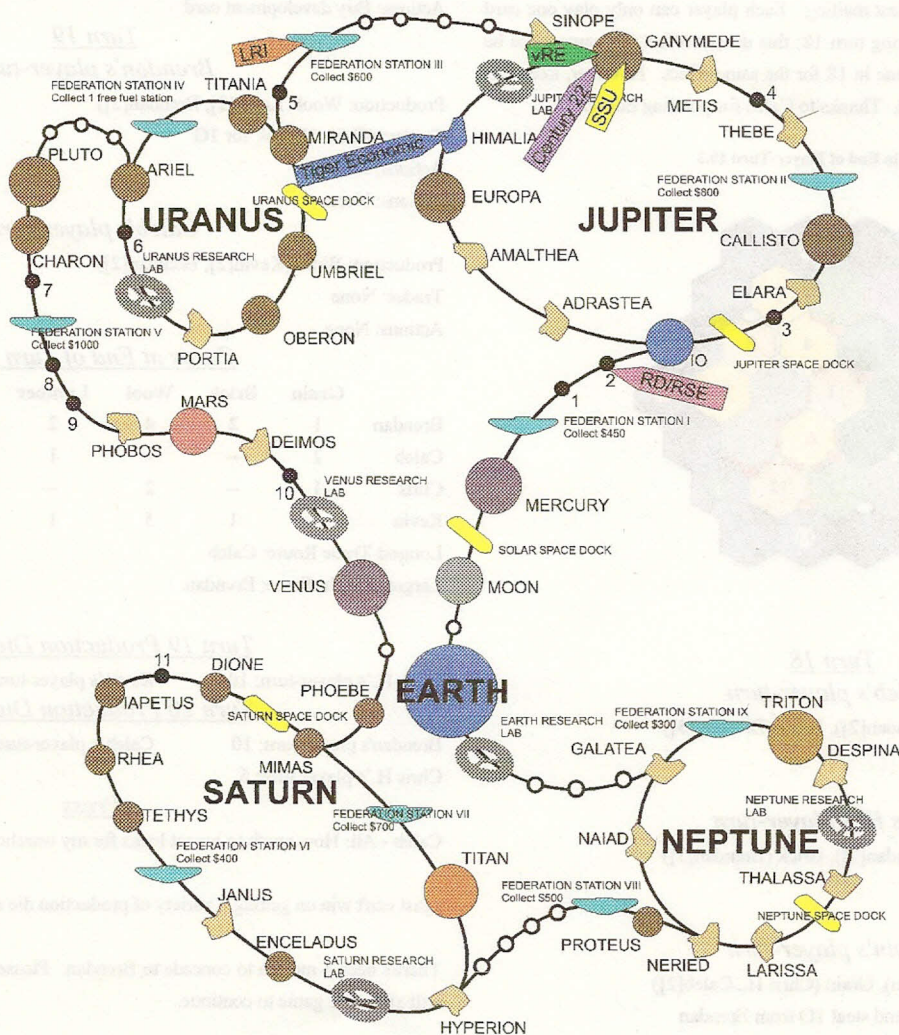 SINOPE
GANYMEDE
LRI
FEDERATION STATION III
Collect $600
vRE
JUPITER RESEARCH
LAB
Century 22
SSU
METIS
4
THEBE
FEDERATION STATION IV
Collect 1 free fuel station
TITANIA
5
MIRANDA
Tiger Economic
HIMALIA
FEDERATION STATION II
Collect $800
PLUTO
ARIEL
URANUS SPACE DOCK
EUROPA
URANUS
JUPITER
CALLISTO
6
URANUS RESEARCH
LAB
UMBRIEL
AMALTHEA
CHARON
7
ELARA
ADRASTEA
3
OBERON
PORTIA
FEDERATION STATION V
Collect $1000
IO
JUPITER SPACE DOCK
8
2
RD/RSE
9
MARS
1
FEDERATION STATION I
Collect $450
PHOBOS
DEIMOS
10
VENUS RESEARCH
LAB
MERCURY
SOLAR SPACE DOCK
VENUS
MOON
11
DIONE
PHOEBE
EARTH
IAPETUS
SATURN SPACE DOCK
EARTH RESEARCH
LAB
FEDERATION STATION IX
Collect $300
TRITON
GALATEA
DESPINA
RHEA
MIMAS
SATURN
NEPTUNE RESEARCH
LAB
TETHYS
FEDERATION STATION VII
Collect $700
NAIAD
NEPTUNE
FEDERATION STATION VI
Collect $400
TITAN
THALASSA
JANUS
FEDERATION STATION VIII
Collect $500
NEPTUNE SPACE DOCK
ENCELADUS
SATURN RESEARCH
LAB
PROTEUS
NERIED
LARISSA
HYPERION